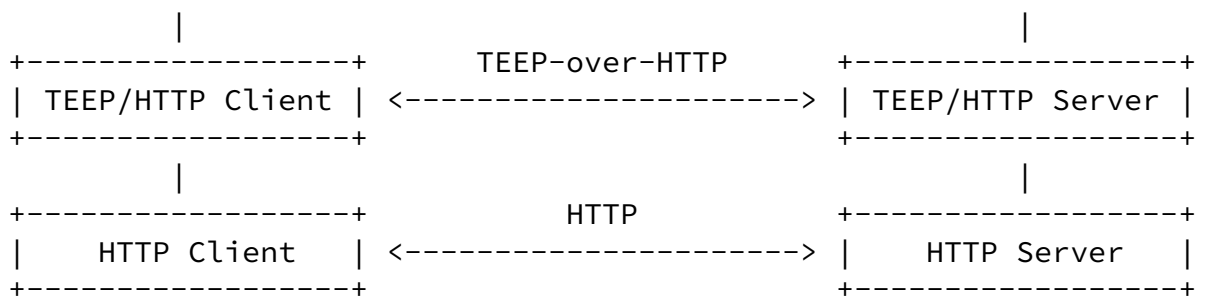 TEEP-over-HTTP
TEEP/HTTP Client <----------------------> TEEP/HTTP Server
HTTP
HTTP Client <----------------------> HTTP Server